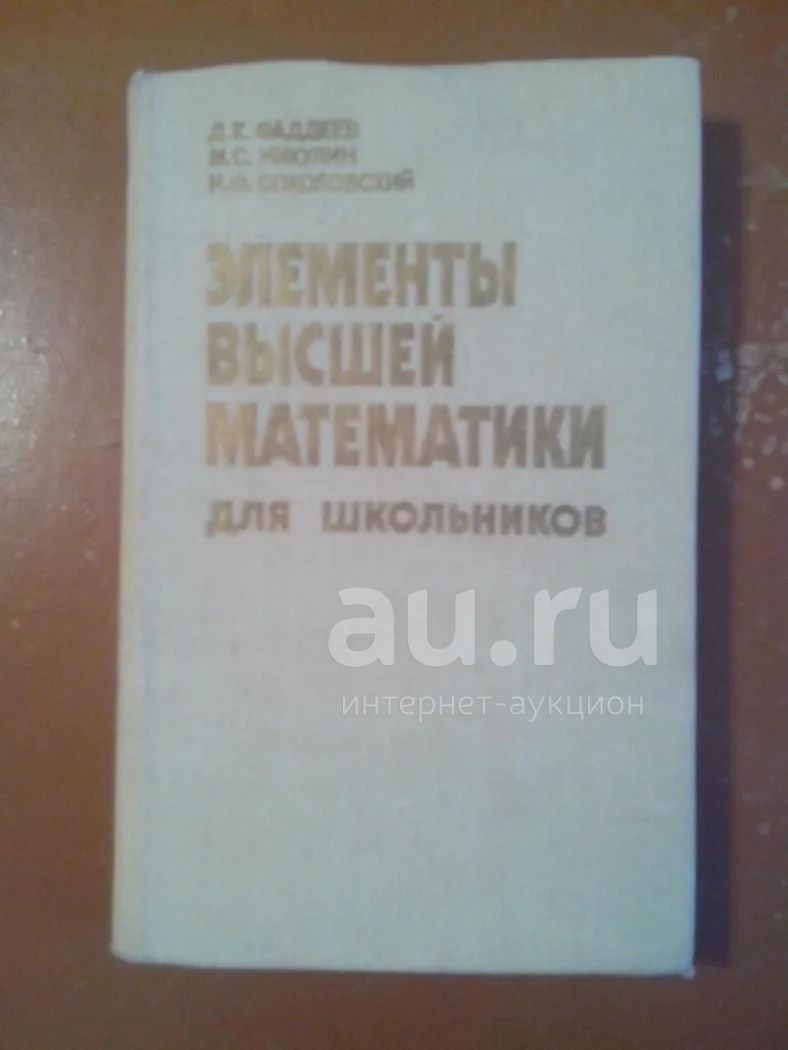 Д.К. ФАДДЕЕВ
М.С. НИКУЛИН
И.Ф. СОКОЛОВСКИЙ
ЭЛЕМЕНТЫ
ВЫСШЕЙ
МАТЕМАТИКИ
ДЛЯ ШКОЛЬНИКОВ
au.ru
интернет-аукцион